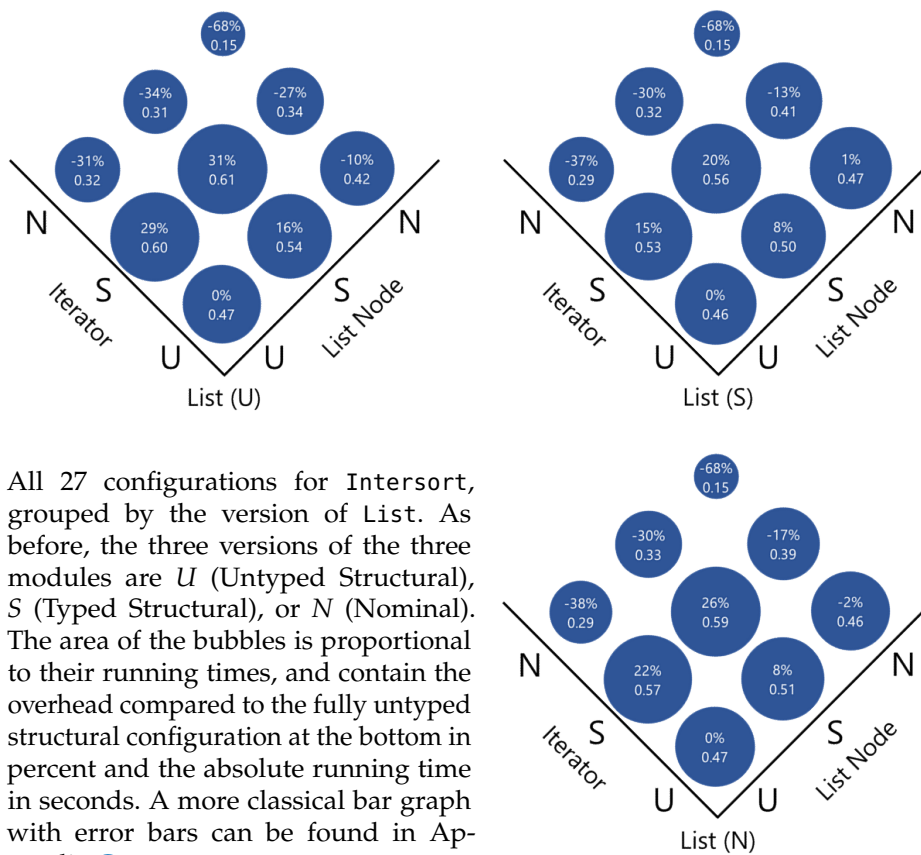 -68%
0.15
-34%
0.31
-27%
0.34
-31%
0.32
31%
0.61
-10%
0.42
29%
0.60
16%
0.54
0%
0.47
N
S
U
U
S
N
Iterator
List Node
List (U)
-68%
0.15
-30%
0.32
-13%
0.41
-37%
0.29
20%
0.56
1%
0.47
15%
0.53
8%
0.50
0%
0.46
N
S
U
U
S
N
Iterator
List Node
List (S)
All 27 configurations for Intersort,
grouped by the version of List. As
before, the three versions of the three
modules are U (Untyped Structural),
S (Typed Structural), or N (Nominal).
The area of the bubbles is proportional
to their running times, and contain the
overhead compared to the fully untyped
structural configuration at the bottom in
percent and the absolute running time
in seconds. A more classical bar graph
with error bars can be found in Ap-
-68%
0.15
-30%
0.33
-17%
0.39
-38%
0.29
26%
0.59
-2%
0.46
22%
0.57
8%
0.51
0%
0.47
N
S
U
U
S
N
Iterator
List Node
List (N)